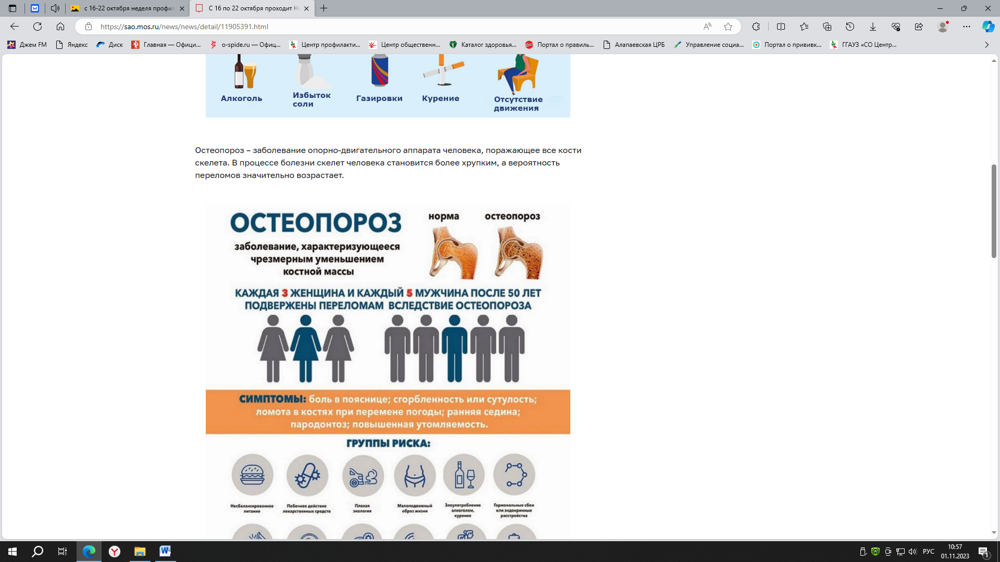 с 16-22 октября неделя профил
С 16 по 22 октября проходит Не
https://sao.mos.ru/news/news/detail/11905391.html
Джем FM
Яндекс
Диск
Главная — Офици...
o-spide.ru — Офиц...
Центр профилакти...
Центр общественн...
Каталог здоровья...
Портал о правиль...
Алапаевская ЦРБ
Управление социа...
Портал о прививк...
ГГАУЗ «СО Центр...
Алкоголь
Избыток
соли
Газировки
Курение
Отсутствие
движения
Остеопороз – заболевание опорно-двигательного аппарата человека, поражающее все кости
скелета. В процессе болезни скелет человека становится более хрупким, а вероятность
переломов значительно возрастает.
ОСТЕОПОРОЗ
заболевание, характеризующееся
чрезмерным уменьшением
костной массы
норма
остеопороз
КАЖДАЯ 3 ЖЕНЩИНА И КАЖДЫЙ 5 МУЖЧИНА ПОСЛЕ 50 ЛЕТ
ПОДВЕРЖЕНЫ ПЕРЕЛОМАМ ВСЛЕДСТВИЕ ОСТЕОПОРОЗА
СИМПТОМЫ: боль в пояснице; сгорбленность или сутулость;
ломота в костях при перемене погоды; ранняя седина;
пародонтоз; повышенная утомляемость.
ГРУППЫ РИСКА:
Несбалансированное
питание
Побочное действие
лекарственных средств
Плохая
экология
Малоподвижный
образ жизни
Злоупотребление
алкоголем,
курение
Гормональные сбои
или эндокринные
расстройства
РУС
10:57
01.11.2023
1